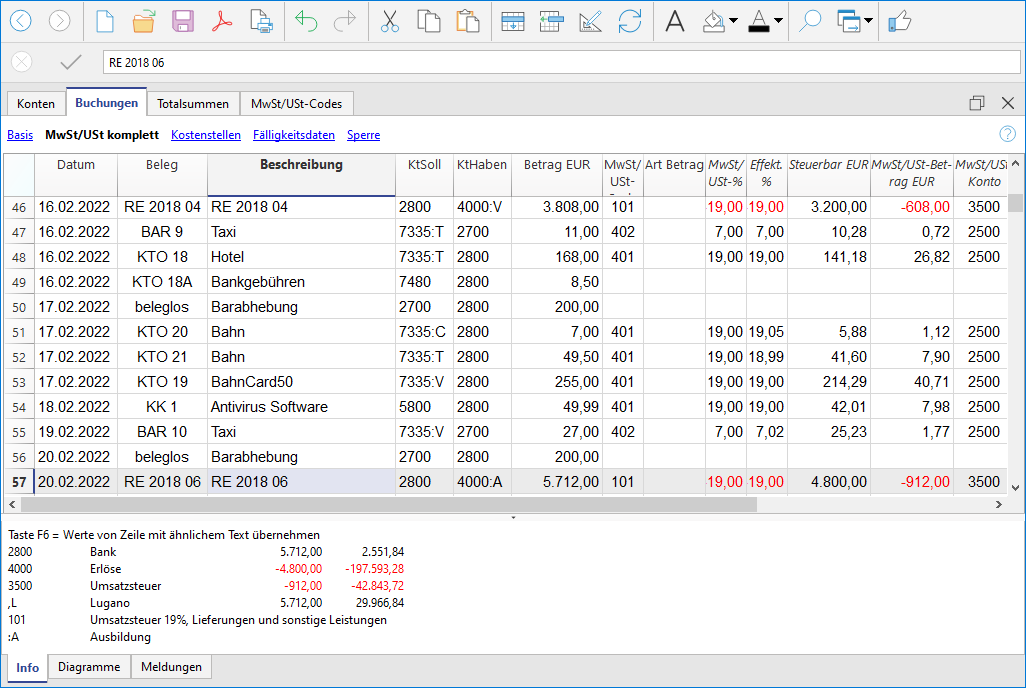 RE 2018 06
Konten Buchungen Totalsummen MwSt/USt-Codes
Basis MwSt/USt komplett Kostenstellen Fälligkeitsdaten Sperre
Datum Beleg Beschreibung KtSoll KtHaben Betrag EUR MwSt/ Art Betrag MwSt/ Effekt. Steuerbar EUR MwSt/USt-Bet- MwSt/USt
USt- USt-% % rag EUR Konto
46 16.02.2022 RE 2018 04 RE 2018 04 2800 4000:V 3.808,00 101 19,00 19,00 3.200,00 -608,00 3500
47 16.02.2022 BAR 9 Taxi 7335:T 2700 11,00 402 7,00 7,00 10,28 0,72 2500
48 16.02.2022 KTO 18 Hotel 7335:T 2800 168,00 401 19,00 19,00 141,18 26,82 2500
49 16.02.2022 KTO 18A Bankgebühren 7480 2800 8,50
50 17.02.2022 beleglos Barabhebung 2700 2800 200,00
51 17.02.2022 KTO 20 Bahn 7335:C 2800 7,00 401 19,00 19,05 5,88 1,12 2500
52 17.02.2022 KTO 21 Bahn 7335:T 2800 49,50 401 19,00 18,99 41,60 7,90 2500
53 17.02.2022 KTO 19 BahnCard50 7335:V 2800 255,00 401 19,00 19,00 214,29 40,71 2500
54 18.02.2022 KK 1 Antivirus Software 5800 2800 49,99 401 19,00 19,00 42,01 7,98 2500
55 19.02.2022 BAR 10 Taxi 7335:V 2700 27,00 402 7,00 7,02 25,23 1,77 2500
56 20.02.2022 beleglos Barabhebung 2700 2800 200,00
57 20.02.2022 RE 2018 06 RE 2018 06 2800 4000:A 5.712,00 101 19,00 19,00 4.800,00 -912,00 3500
Taste F6 = Werte von Zeile mit ähnlichem Text übernehmen
2800 Bank 5.712,00 2.551,84
4000 Erlöse -4.800,00 -197.593,28
3500 Umsatzsteuer -912,00 -42.843,72
,L Lugano 5.712,00 29.966,84
101 Umsatzsteuer 19%, Lieferungen und sonstige Leistungen
:A Ausbildung
Info Diagramme Meldungen